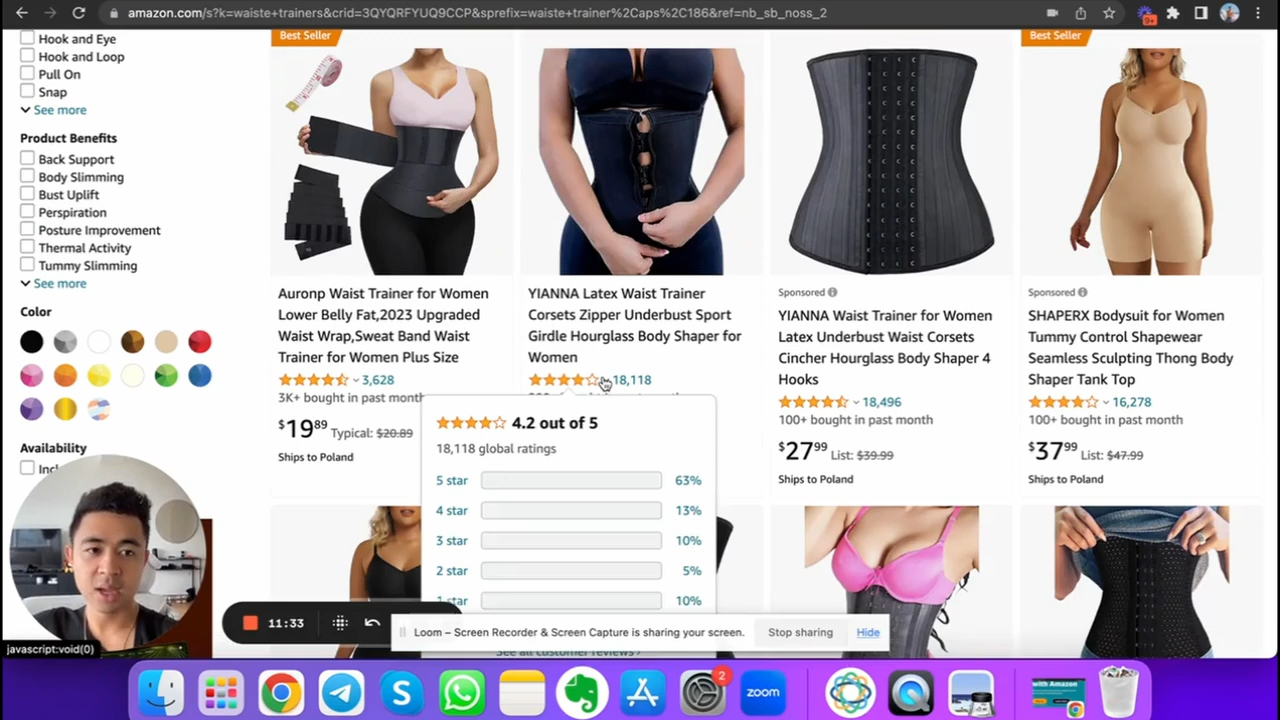 amazon.com/s?k=waiste+trainers&crid=3QYQRFYUQ9CCP&sprefix=waiste+trainer%2Caps%2C186&ref=nb_sb_noss_2
9+
Hook and Eye
Hook and Loop
Pull On
Snap
See more
Product Benefits
Back Support
Body Slimming
Bust Uplift
Perspiration
Posture Improvement
Thermal Activity
Tummy Slimming
See more
Color
Availability
Best Seller
Auronp Waist Trainer for Women
Lower Belly Fat,2023 Upgraded
Waist Wrap,Sweat Band Waist
Trainer for Women Plus Size
3,628
3K+ bought in past month
$19.89 Typical: $20.89
Ships to Poland
YIANNA Latex Waist Trainer
Corsets Zipper Underbust Sport
Girdle Hourglass Body Shaper for
Women
18,118
4.2 out of 5
18,118 global ratings
5 star 63%
4 star 13%
3 star 10%
2 star 5%
1 star 10%
See all customer reviews ›
Sponsored
YIANNA Waist Trainer for Women
Latex Underbust Waist Corsets
Cincher Hourglass Body Shaper 4
Hooks
18,496
100+ bought in past month
$27.99 List: $39.99
Ships to Poland
Best Seller
Sponsored
SHAPERX Bodysuit for Women
Tummy Control Shapewear
Seamless Sculpting Thong Body
Shaper Tank Top
16,278
100+ bought in past month
$37.99 List: $47.99
Ships to Poland
11:33
Loom – Screen Recorder & Screen Capture is sharing your screen.
Stop sharing
Hide
javascript:void(0)
2
zoom
with Amazon